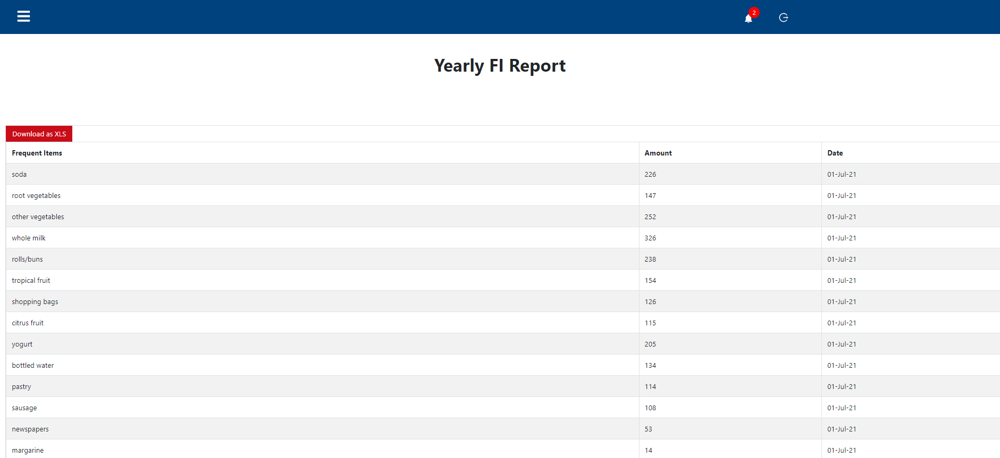 2
Yearly FI Report
Download as XLS
Frequent Items Amount Date
soda 226 01-Jul-21
root vegetables 147 01-Jul-21
other vegetables 252 01-Jul-21
whole milk 326 01-Jul-21
rolls/buns 238 01-Jul-21
tropical fruit 154 01-Jul-21
shopping bags 126 01-Jul-21
citrus fruit 115 01-Jul-21
yogurt 205 01-Jul-21
bottled water 134 01-Jul-21
pastry 114 01-Jul-21
sausage 108 01-Jul-21
newspapers 53 01-Jul-21
margarine 14 01-Jul-21